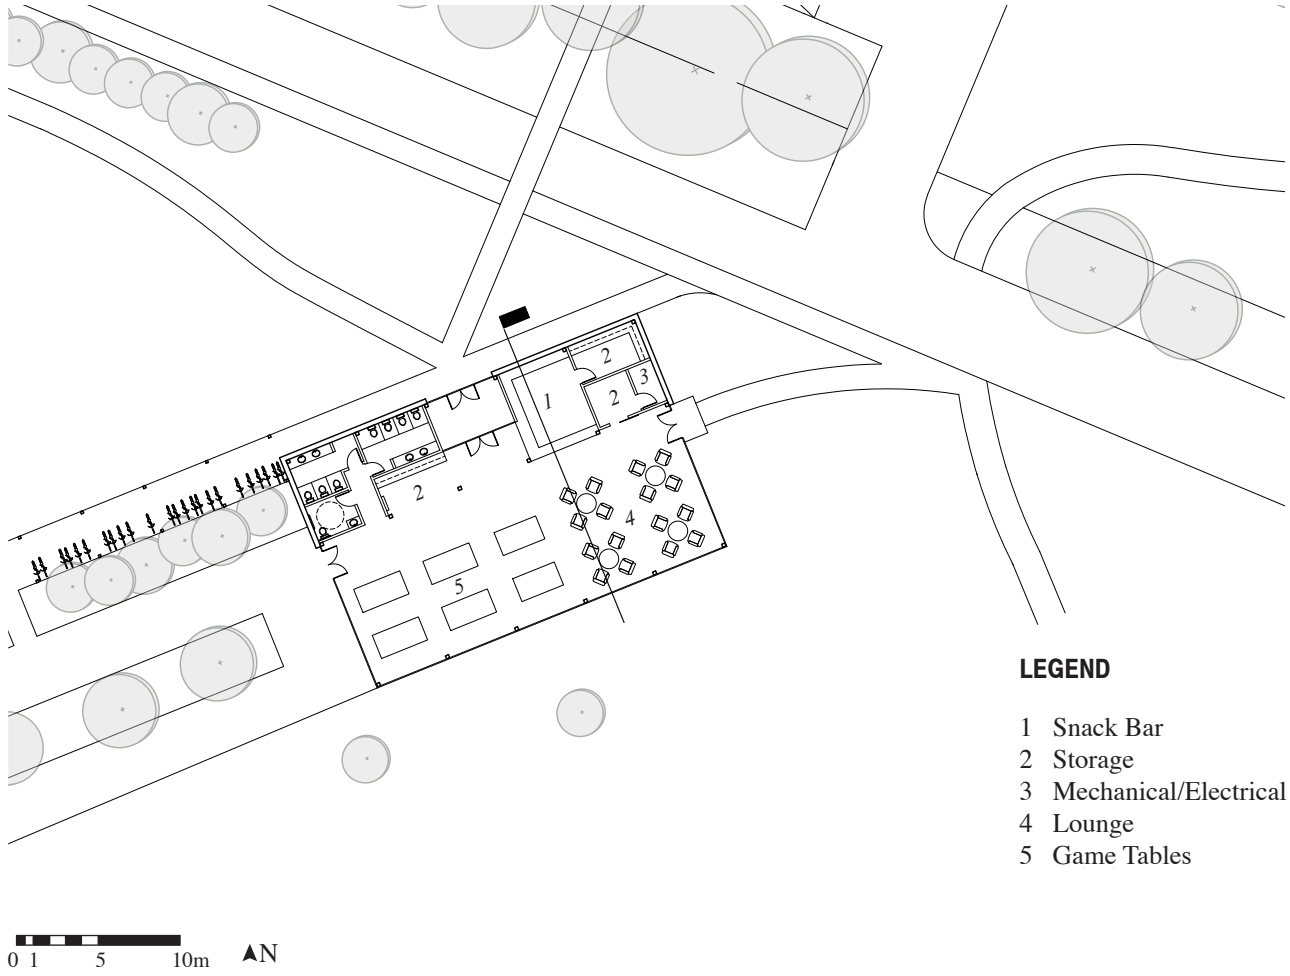 2
3
2
1
2
4
5
LEGEND
1 Snack Bar
2 Storage
3 Mechanical/Electrical
4 Lounge
5 Game Tables
0 1 5 10m
N